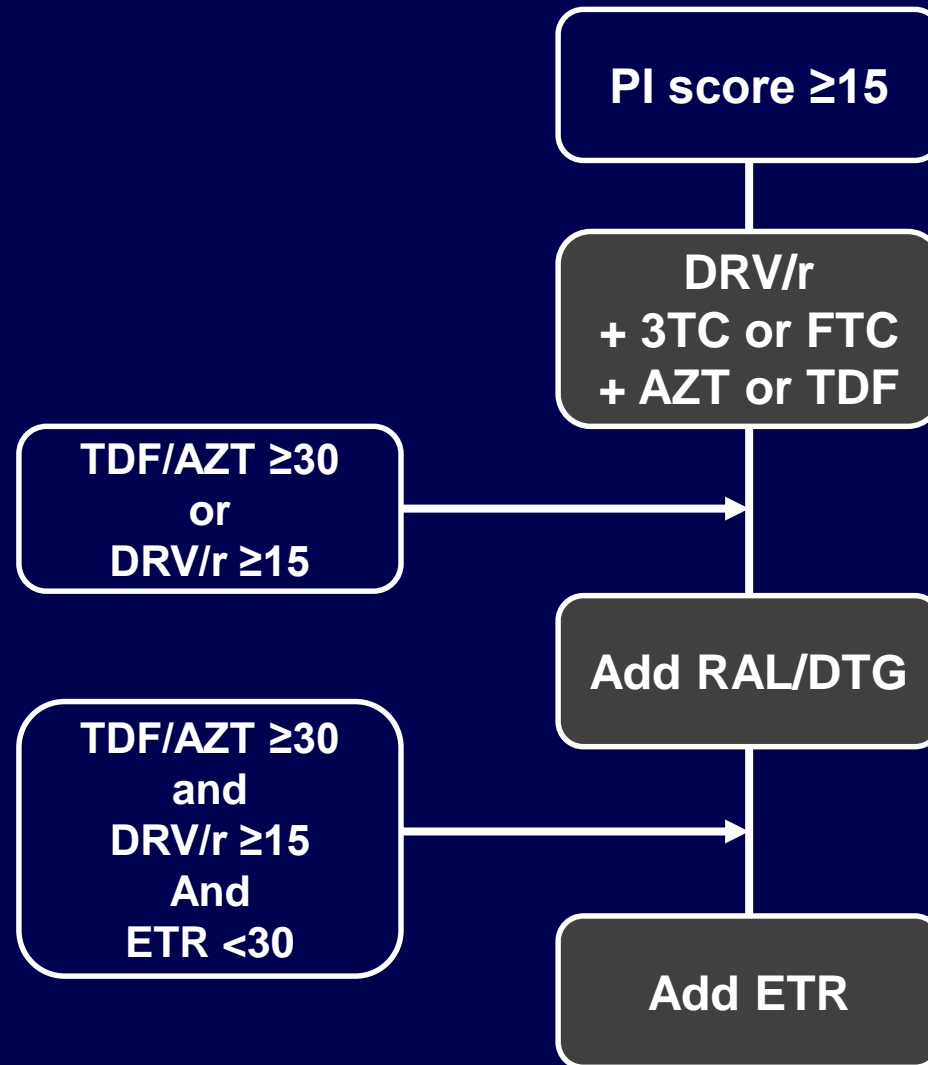 PI score ≥15
DRV/r
+ 3TC or FTC
+ AZT or TDF
TDF/AZT ≥30
or
DRV/r ≥15
Add RAL/DTG
TDF/AZT ≥30
and
DRV/r ≥15
And
ETR <30
Add ETR